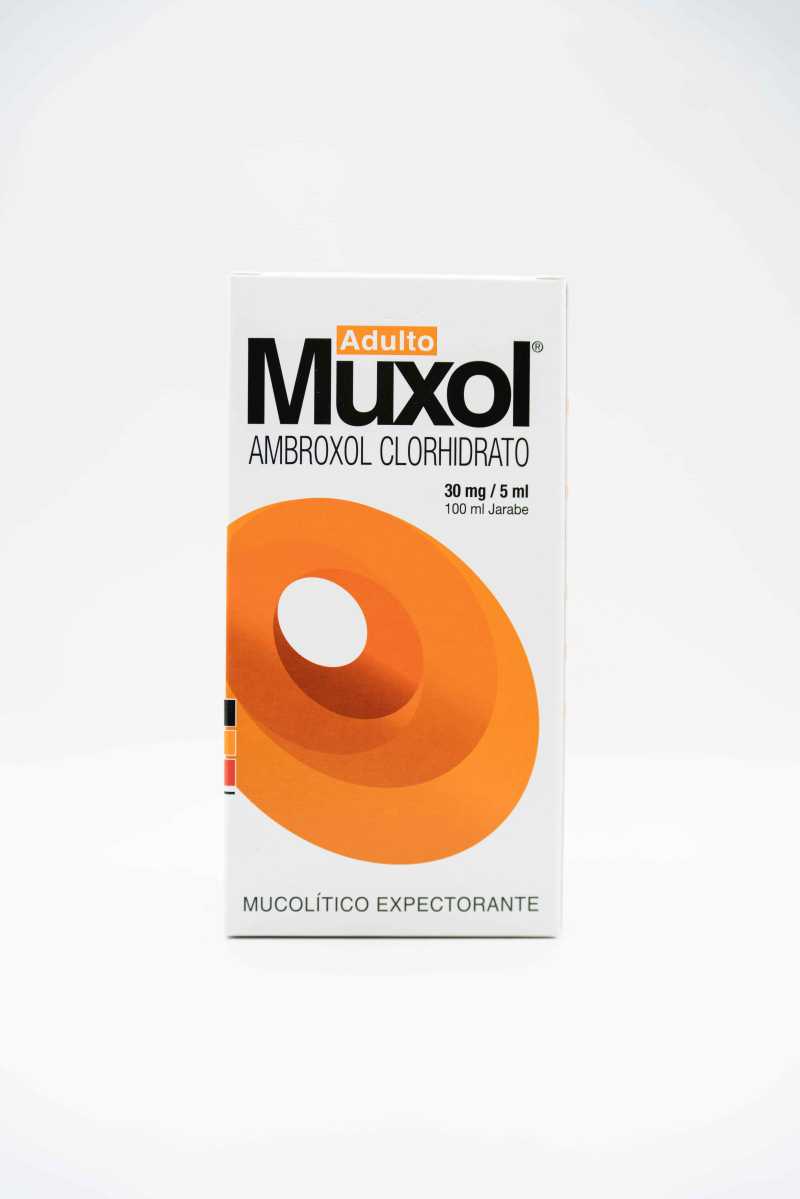 Adulto
Muxol®
AMBROXOL CLORHIDRATO
30 mg / 5 ml
100 ml Jarabe
MUCOLÍTICO EXPECTORANTE